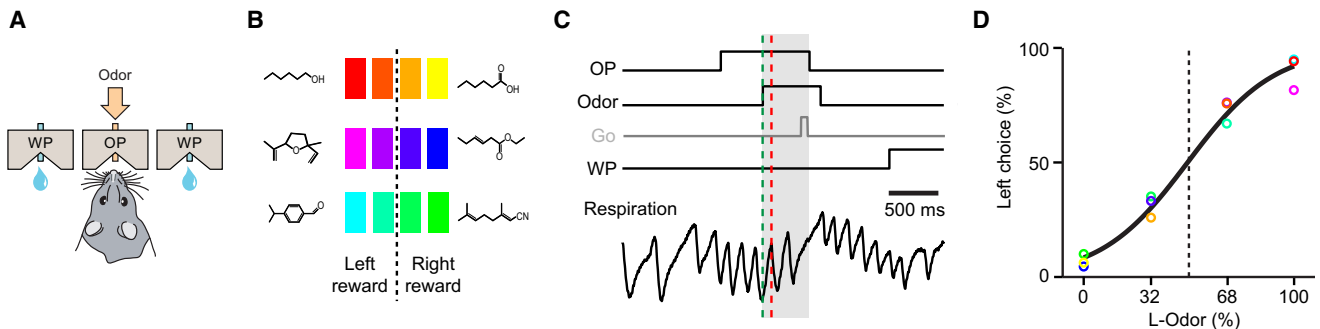 A
Odor
WP
OP
WP
B
OH
O
OH
O
O
O
O
CN
Left
reward
Right
reward
C
OP
Odor
Go
WP
500 ms
Respiration
D
Left choice (%)
100
50
0
0
32
68
100
L-Odor (%)